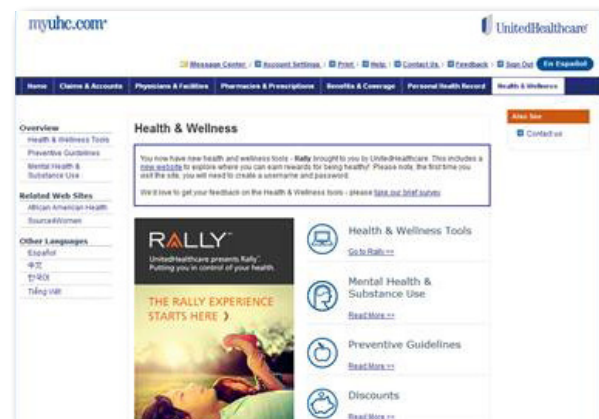 myuhc.com
UnitedHealthcare
Message Center
Account Settings
Print
Help
Contact Us
Feedback
Sign Out
En Español
Home
Claims & Accounts
Physicians & Facilities
Pharmacies & Prescriptions
Benefits & Coverage
Personal Health Record
Health & Wellness
Overview
Health & Wellness Tools
Preventive Guidelines
Mental Health &
Substance Use
Related Web Sites
African American Health
Source4Women
Other Languages
Español
中文
한국어
Tiếng Việt
Health & Wellness
You now have new health and wellness tools - Rally brought to you by UnitedHealthcare. This includes a
new website to explore where you can earn rewards for being healthy! Please note, the first time you
visit the site, you will need to create a username and password.
We'd love to get your feedback on the Health & Wellness tools - please take our brief survey.
RALLY
UnitedHealthcare presents Rally
Putting you in control of your health.
THE RALLY EXPERIENCE
STARTS HERE
Health & Wellness Tools
Go to Rally >>
Mental Health &
Substance Use
Read More >>
Preventive Guidelines
Read More >>
Discounts
Read More >>
Also See
Contact us